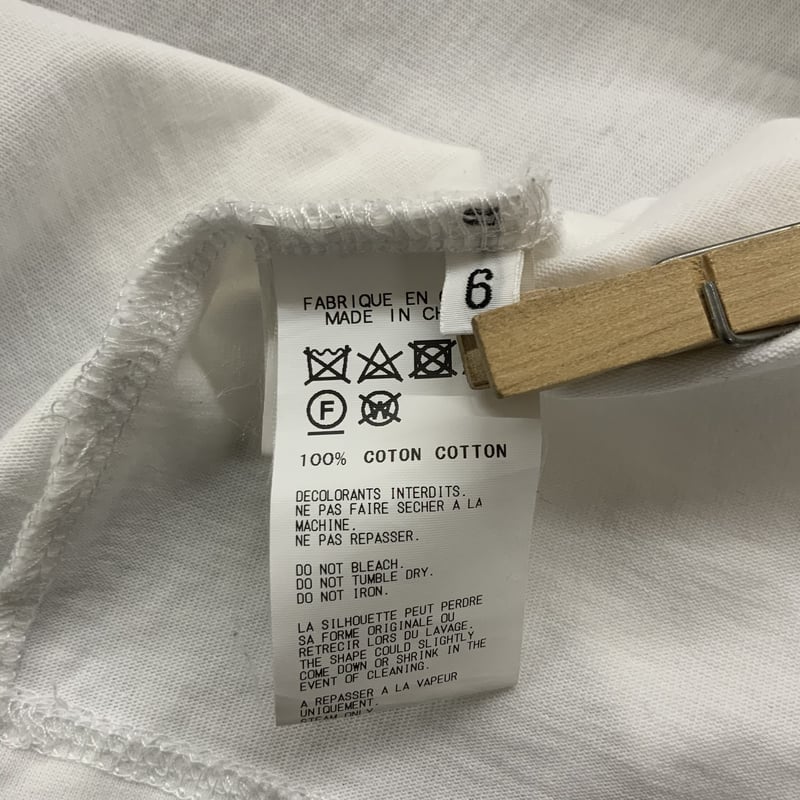 6
FABRIQUE EN
MADE IN
F
W
100% COTON COTTON
DECOLORANTS INTERDITS.
NE PAS FAIRE SECHER A LA
MACHINE.
NE PAS REPASSER.
DO NOT BLEACH.
DO NOT TUMBLE DRY.
DO NOT IRON.
LA SILHOUETTE PEUT PERDRE
SA FORME ORIGINALE OU
RETRECIR LORS DU LAVAGE.
THE SHAPE COULD SLIGHTLY
COME DOWN OR SHRINK IN THE
EVENT OF CLEANING.
A REPASSER A LA VAPEUR
UNIQUEMENT.
STEAM ONLY